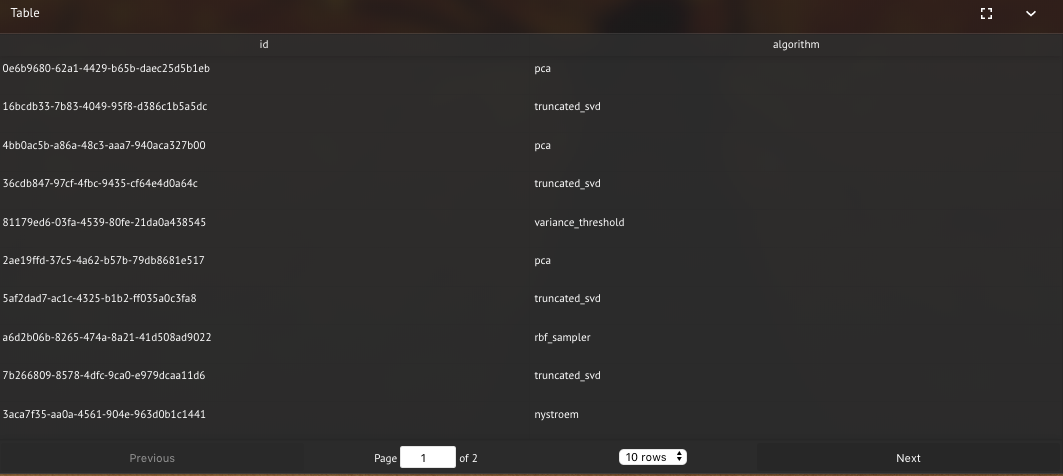 Table
id algorithm
0e6b9680-62a1-4429-b65b-daec25d5b1eb pca
16bcdb33-7b83-4049-95f8-d386c1b5a5dc truncated_svd
4bb0ac5b-a86a-48c3-aaa7-940aca327b00 pca
36cdb847-97cf-4fbc-9435-cf64e4d0a64c truncated_svd
81179ed6-03fa-4539-80fe-21da0a438545 variance_threshold
2ae19ffd-37c5-4a62-b57b-79db8681e517 pca
5af2dad7-ac1c-4325-b1b2-ff035a0c3fa8 truncated_svd
a6d2b06b-8265-474a-8a21-41d508ad9022 rbf_sampler
7b266809-8578-4dfc-9ca0-e979dcaa11d6 truncated_svd
3aca7f35-aa0a-4561-904e-963d0b1c1441 nystroem
Previous Page 1 of 2 10 rows Next